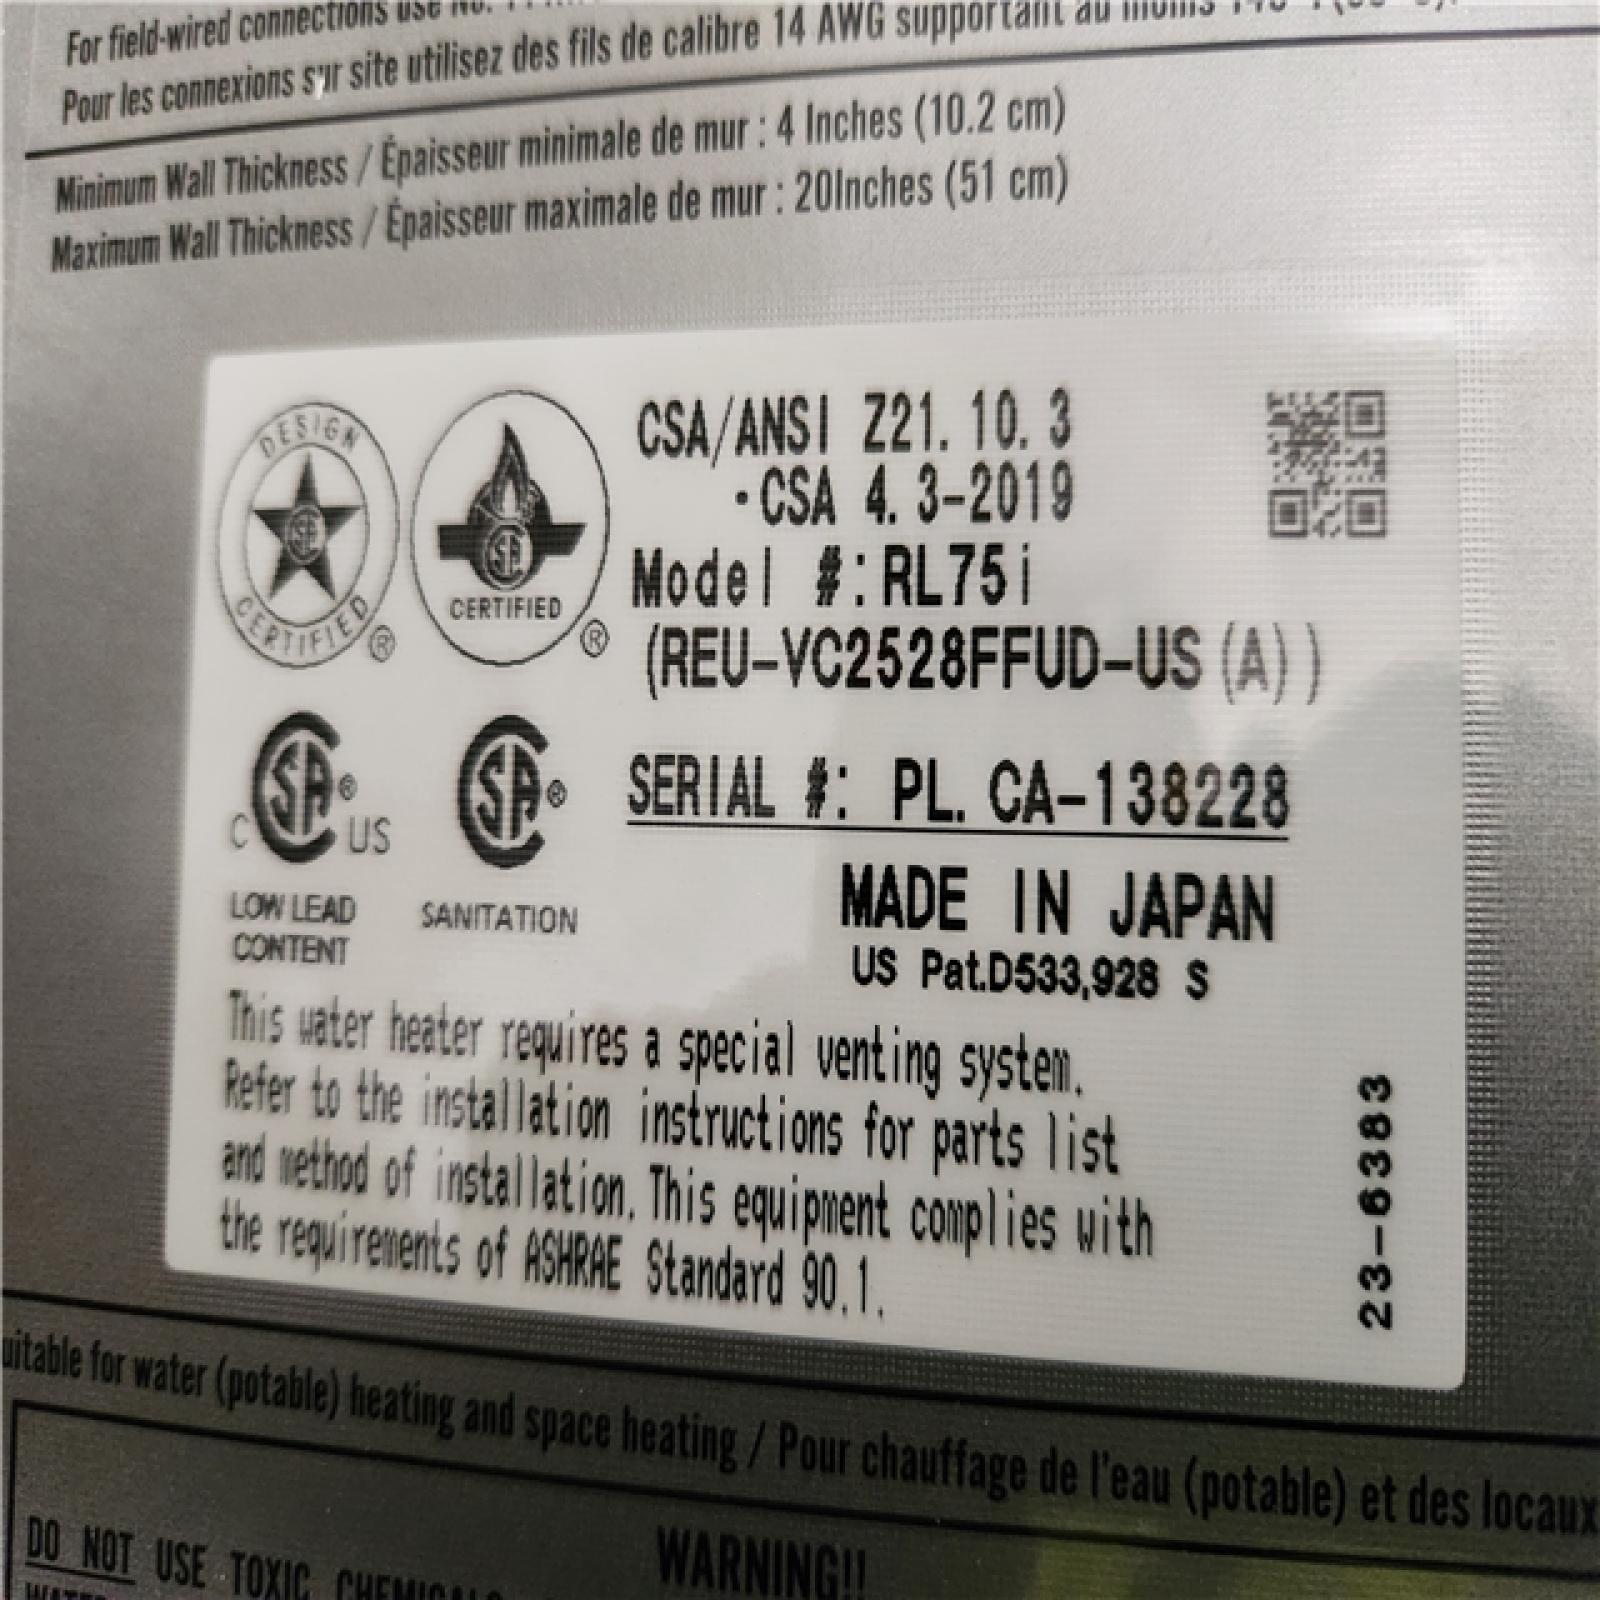 For field-wired connections use No.
Pour les connexions sur site utilisez des fils de calibre 14 AWG supportant au moins
Minimum Wall Thickness / Épaisseur minimale de mur : 4 Inches (10.2 cm)
Maximum Wall Thickness / Épaisseur maximale de mur : 20Inches (51 cm)
DESIGN
SA
CERTIFIED ®
SA
CERTIFIED
®
CSA/ANSI Z21. 10. 3
·CSA 4. 3-2019
Model #:RL75i
(REU-VC2528FFUD-US(A))
C SA ® US
LOW LEAD
CONTENT
SA ®
SANITATION
SERIAL #: PL. CA-138228
MADE IN JAPAN
US Pat.D533,928 S
This water heater requires a special venting system.
Refer to the installation instructions for parts list
and method of installation. This equipment complies with
the requirements of ASHRAE Standard 90.1.
23-6383
uitable for water (potable) heating and space heating / Pour chauffage de l'eau (potable) et des locaux
WARNING!!
DO NOT USE TOXIC